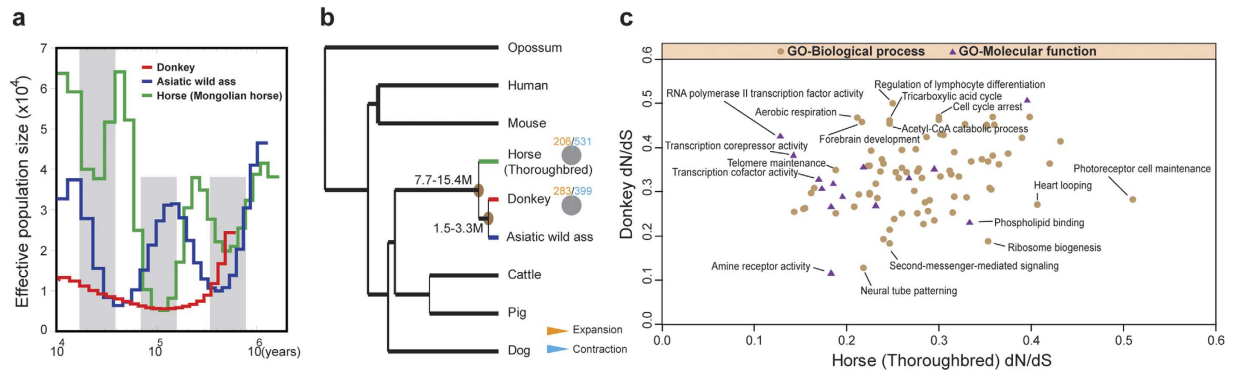 a
Effective population size (x10⁴)
7
6
5
4
3
2
1
0
Donkey
Asiatic wild ass
Horse (Mongolian horse)
10⁴
10⁵
10⁶(years)
b
Opossum
Human
Mouse
206/531
Horse
(Thoroughbred)
7.7-15.4M
283/399
Donkey
1.5-3.3M
Asiatic wild ass
Cattle
Pig
Dog
Expansion
Contraction
c
GO-Biological process
GO-Molecular function
Donkey dN/dS
0.6
0.5
0.4
0.3
0.2
0.1
0.0
Regulation of lymphocyte differentiation
RNA polymerase II transcription factor activity
Tricarboxylic acid cycle
Cell cycle arrest
Aerobic respiration
Acetyl-CoA catabolic process
Forebrain development
Transcription corepressor activity
Telomere maintenance
Transcription cofactor activity
Photoreceptor cell maintenance
Heart looping
Phospholipid binding
Ribosome biogenesis
Amine receptor activity
Second-messenger-mediated signaling
Neural tube patterning
0.0
0.1
0.2
0.3
0.4
0.5
0.6
Horse (Thoroughbred) dN/dS